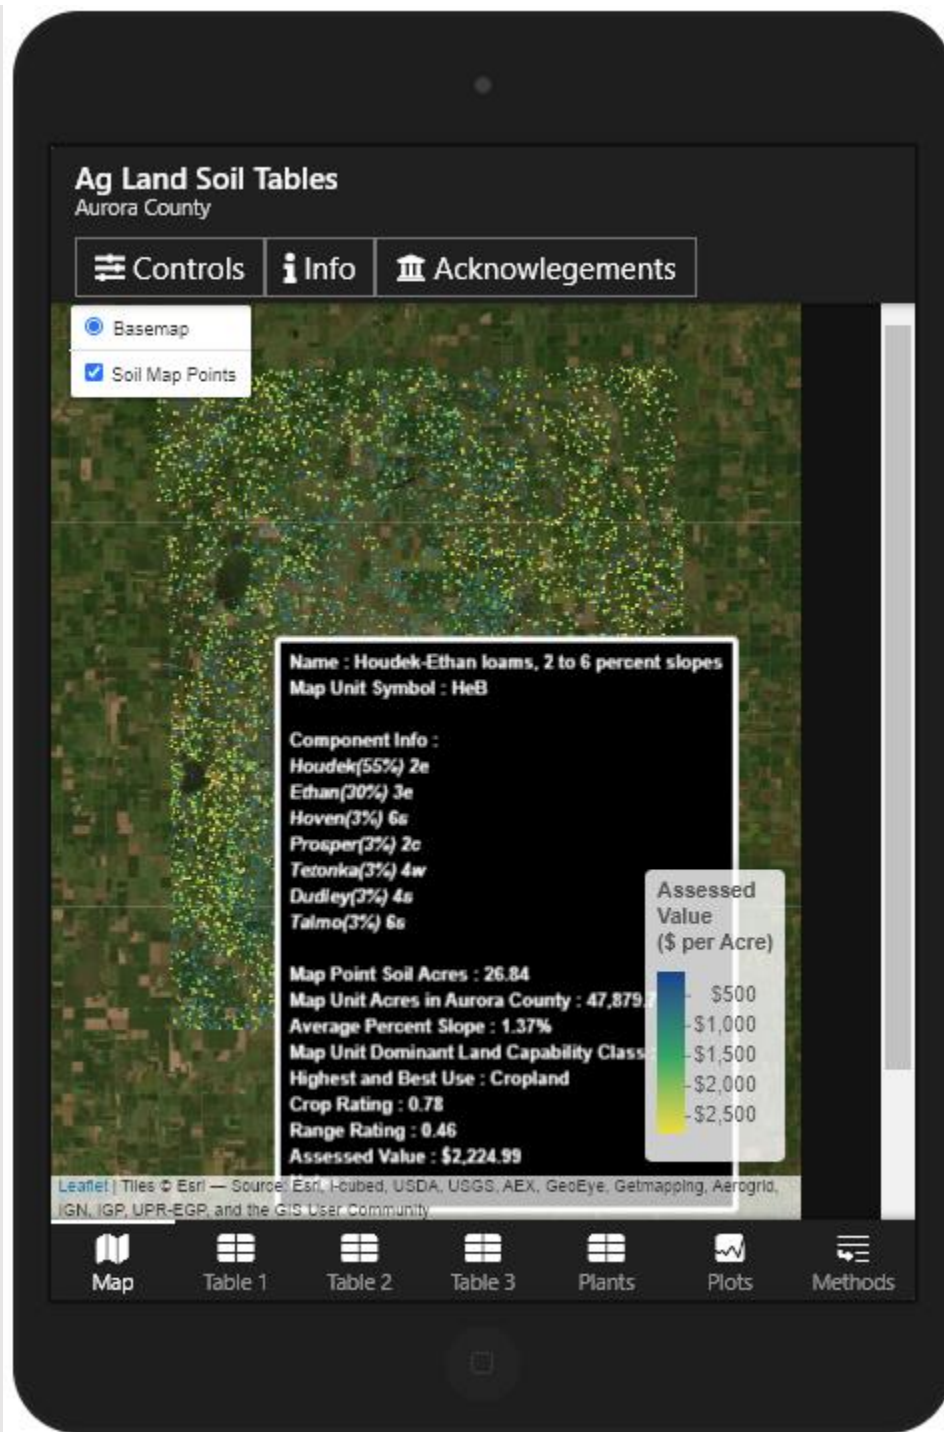 Ag Land Soil Tables
Aurora County
Controls
Info
Acknowlegements
Basemap
Soil Map Points
Name : Houdek-Ethan loams, 2 to 6 percent slopes
Map Unit Symbol : HeB
Component Info :
Houdek(55%) 2e
Ethan(30%) 3e
Hoven(3%) 6s
Prosper(3%) 2c
Tetonka(3%) 4w
Dudley(3%) 4s
Talmo(3%) 6s
Map Point Soil Acres : 26.84
Map Unit Acres in Aurora County : 47,879.
Average Percent Slope : 1.37%
Map Unit Dominant Land Capability Class :
Highest and Best Use : Cropland
Crop Rating : 0.78
Range Rating : 0.46
Assessed Value : $2,224.99
Assessed
Value
($ per Acre)
$500
$1,000
$1,500
$2,000
$2,500
Leaflet | Tiles © Esri — Source: Esri, i-cubed, USDA, USGS, AEX, GeoEye, Getmapping, Aerogrid,
IGN, IGP, UPR-EGP, and the GIS User Community
Map
Table 1
Table 2
Table 3
Plants
Plots
Methods